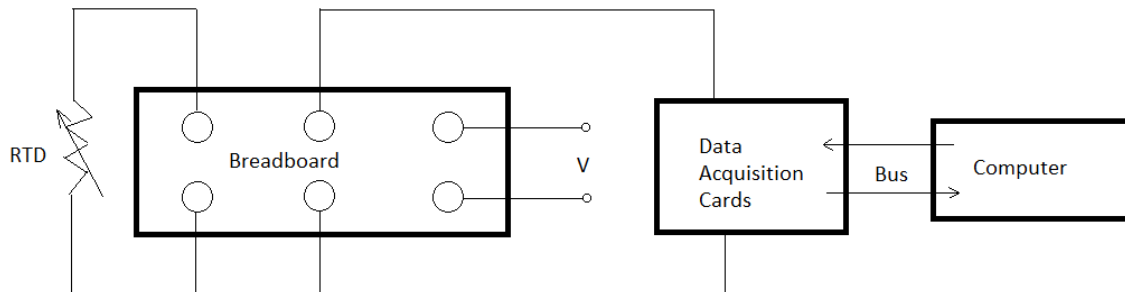 RTD
Breadboard
V
Data
Acquisition
Cards
Bus
Computer